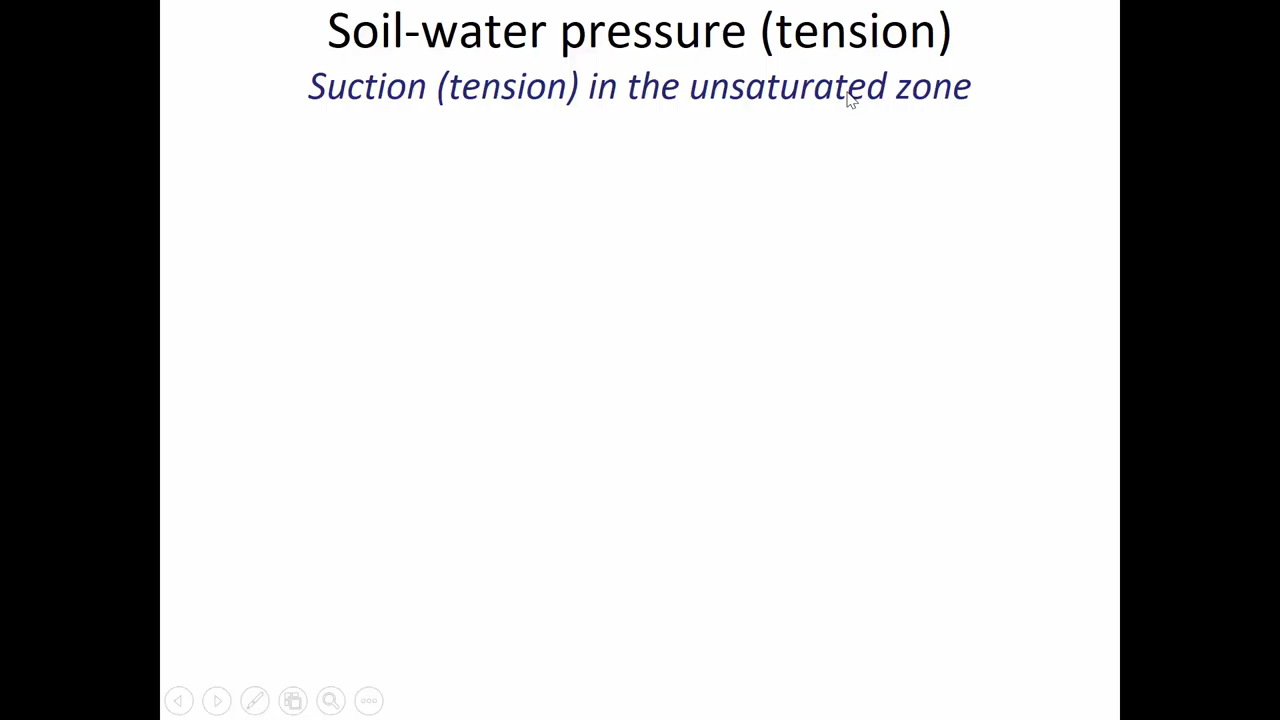 Soil-water pressure (tension)
Suction (tension) in the unsaturated zone